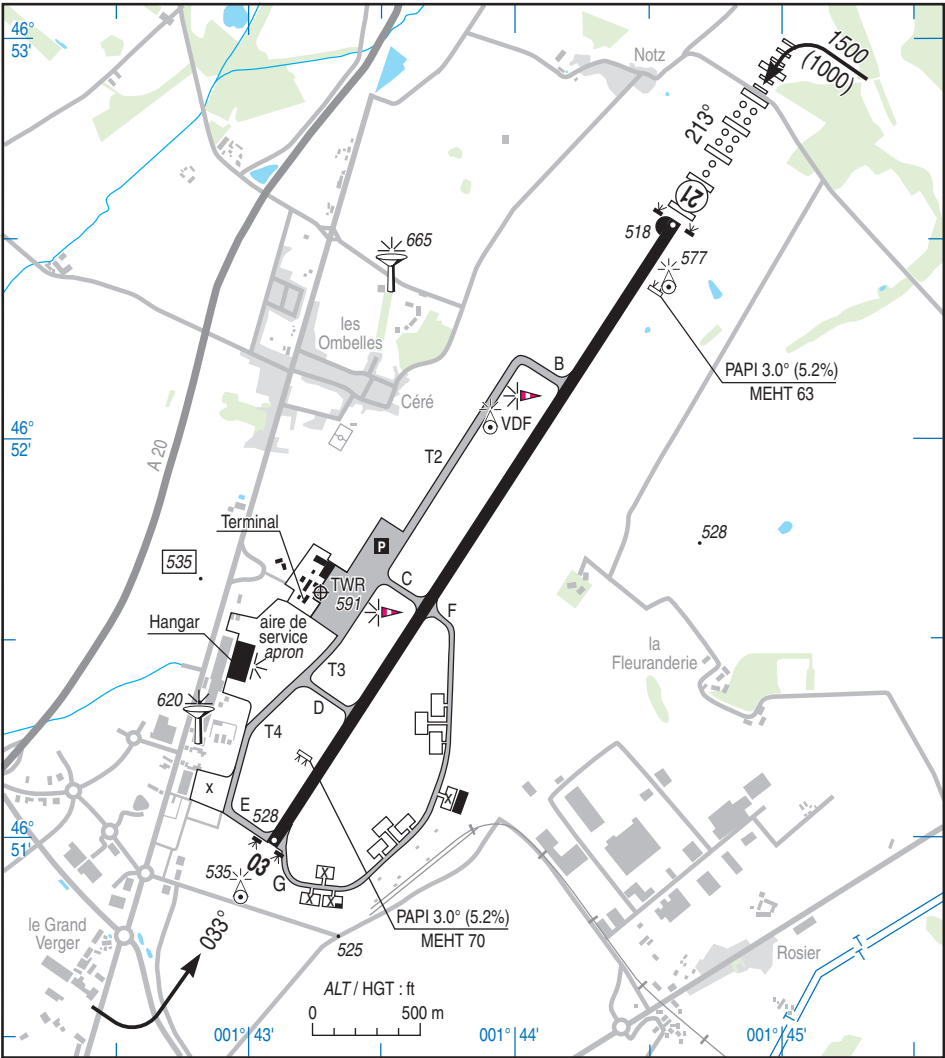 46°
53'
Notz
1500
(1000)
213°
21
518
577
665
les
Ombelles
PAPI 3.0° (5.2%)
MEHT 63
B
Céré
VDF
46°
52'
A 20
T2
Terminal
528
535
P
TWR
591
C
F
Hangar
aire de
service
apron
la
Fleuranderie
T3
620
D
T4
X
E
528
X
46°
51'
03
535
G
X
X
X
033°
PAPI 3.0° (5.2%)
MEHT 70
le Grand
Verger
525
Rosier
T
T
ALT / HGT : ft
0 500 m
001° 43'
001° 44'
001° 45'